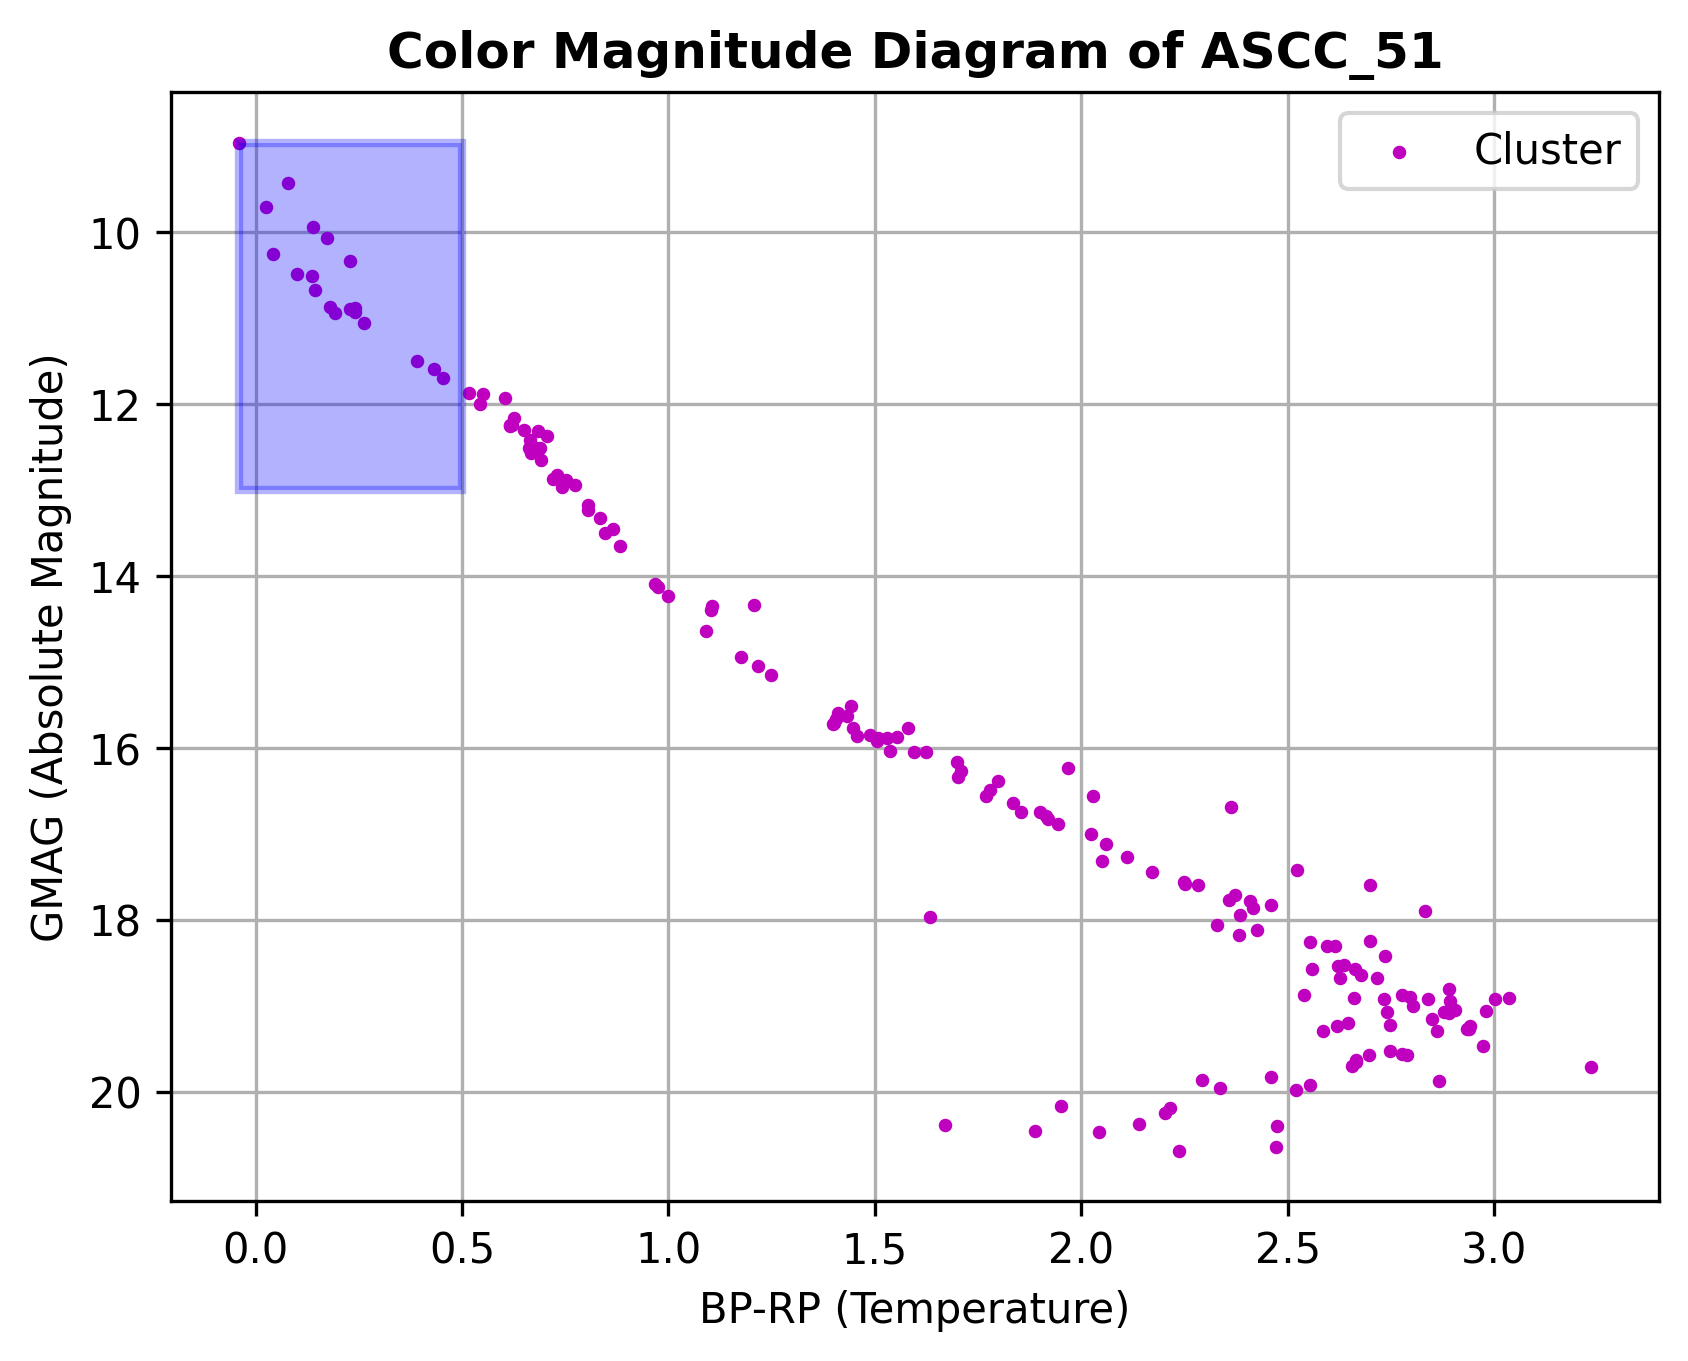 Color Magnitude Diagram of ASCC_51
Cluster
GMAG (Absolute Magnitude)
10
12
14
16
18
20
0.0 0.5 1.0 1.5 2.0 2.5 3.0
BP-RP (Temperature)